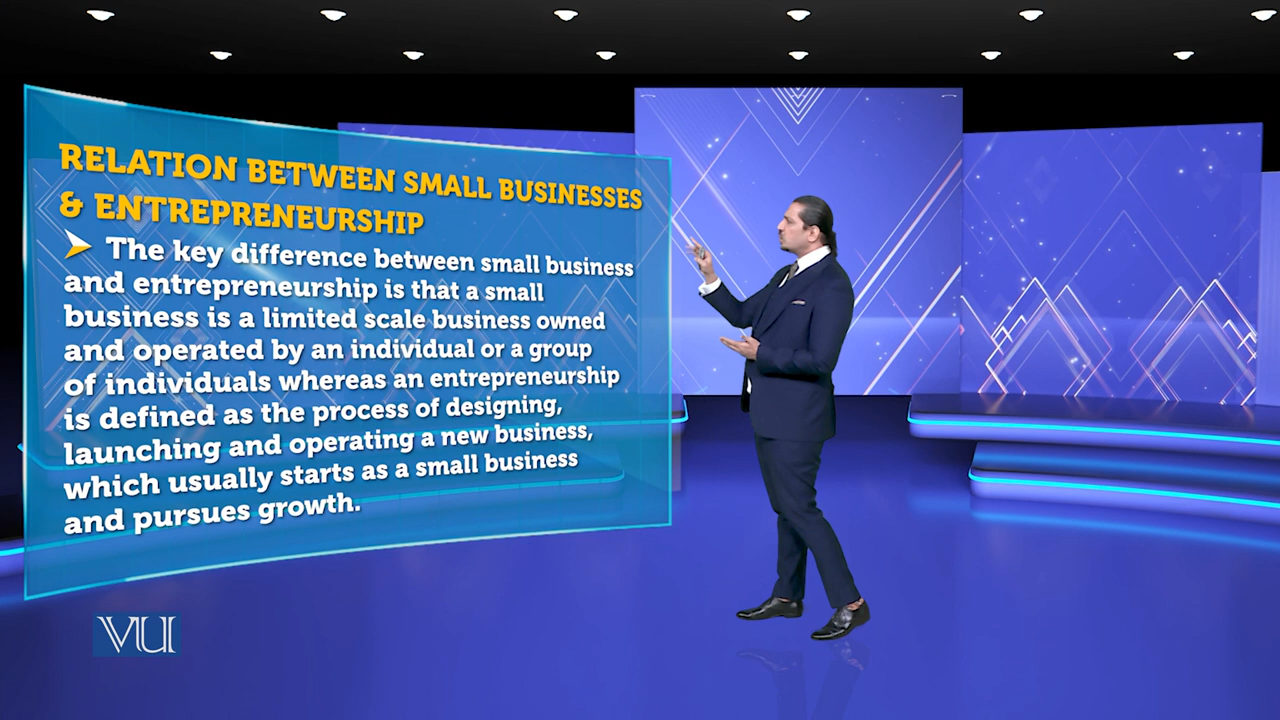 RELATION BETWEEN SMALL BUSINESSES
& ENTREPRENEURSHIP
The key difference between small business
and entrepreneurship is that a small
business is a limited scale business owned
and operated by an individual or a group
of individuals whereas an entrepreneurship
is defined as the process of designing,
launching and operating a new business,
which usually starts as a small business
and pursues growth.
VU